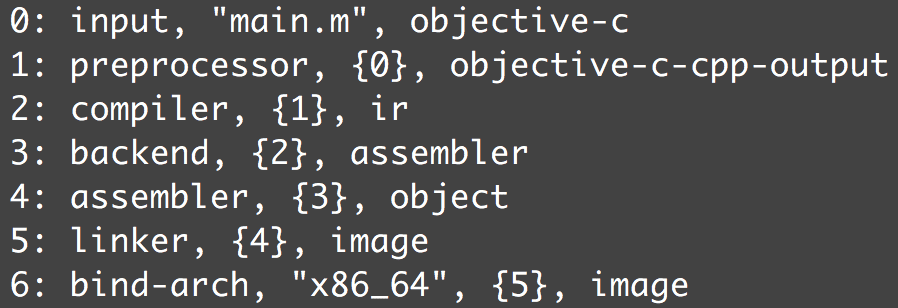 0: input, "main.m", objective-c
1: preprocessor, {0}, objective-c-cpp-output
2: compiler, {1}, ir
3: backend, {2}, assembler
4: assembler, {3}, object
5: linker, {4}, image
6: bind-arch, "x86_64", {5}, image